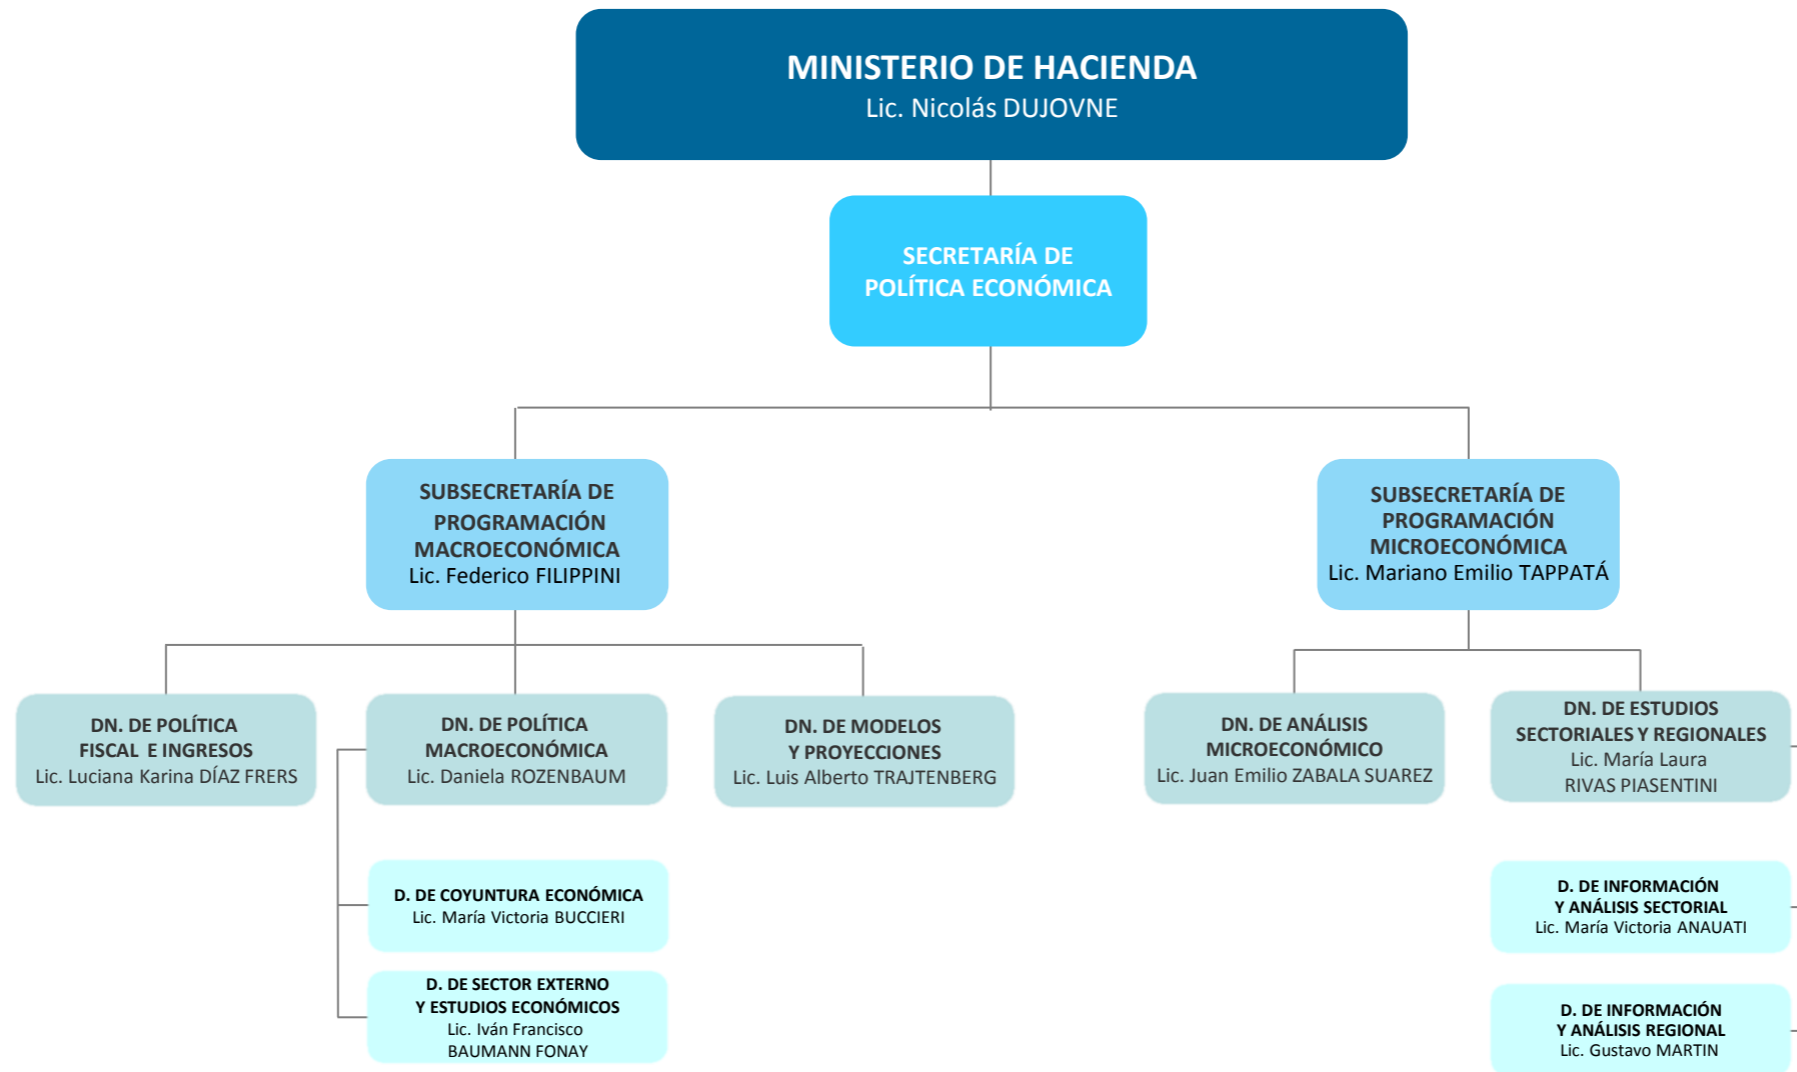 MINISTERIO DE HACIENDA
Lic. Nicolás DUJOVNE
SECRETARÍA DE
POLÍTICA ECONÓMICA
SUBSECRETARÍA DE
PROGRAMACIÓN
MACROECONÓMICA
Lic. Federico FILIPPINI
SUBSECRETARÍA DE
PROGRAMACIÓN
MICROECONÓMICA
Lic. Mariano Emilio TAPPATÁ
DN. DE POLÍTICA
FISCAL E INGRESOS
Lic. Luciana Karina DÍAZ FRERS
DN. DE POLÍTICA
MACROECONÓMICA
Lic. Daniela ROZENBAUM
DN. DE MODELOS
Y PROYECCIONES
Lic. Luis Alberto TRAJTENBERG
DN. DE ANÁLISIS
MICROECONÓMICO
Lic. Juan Emilio ZABALA SUAREZ
DN. DE ESTUDIOS
SECTORIALES Y REGIONALES
Lic. María Laura
RIVAS PIASENTINI
D. DE COYUNTURA ECONÓMICA
Lic. María Victoria BUCCIERI
D. DE INFORMACIÓN
Y ANÁLISIS SECTORIAL
Lic. María Victoria ANAUATI
D. DE SECTOR EXTERNO
Y ESTUDIOS ECONÓMICOS
Lic. Iván Francisco
BAUMANN FONAY
D. DE INFORMACIÓN
Y ANÁLISIS REGIONAL
Lic. Gustavo MARTIN